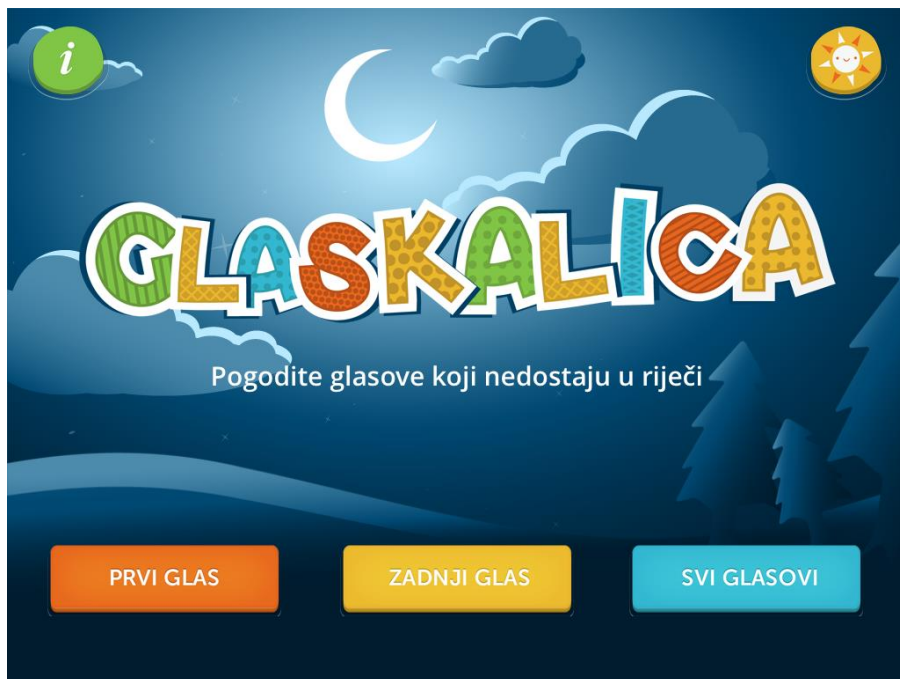 i
GLASKALICA
Pogodite glasove koji nedostaju u riječi
PRVI GLAS
ZADNJI GLAS
SVI GLASOVI